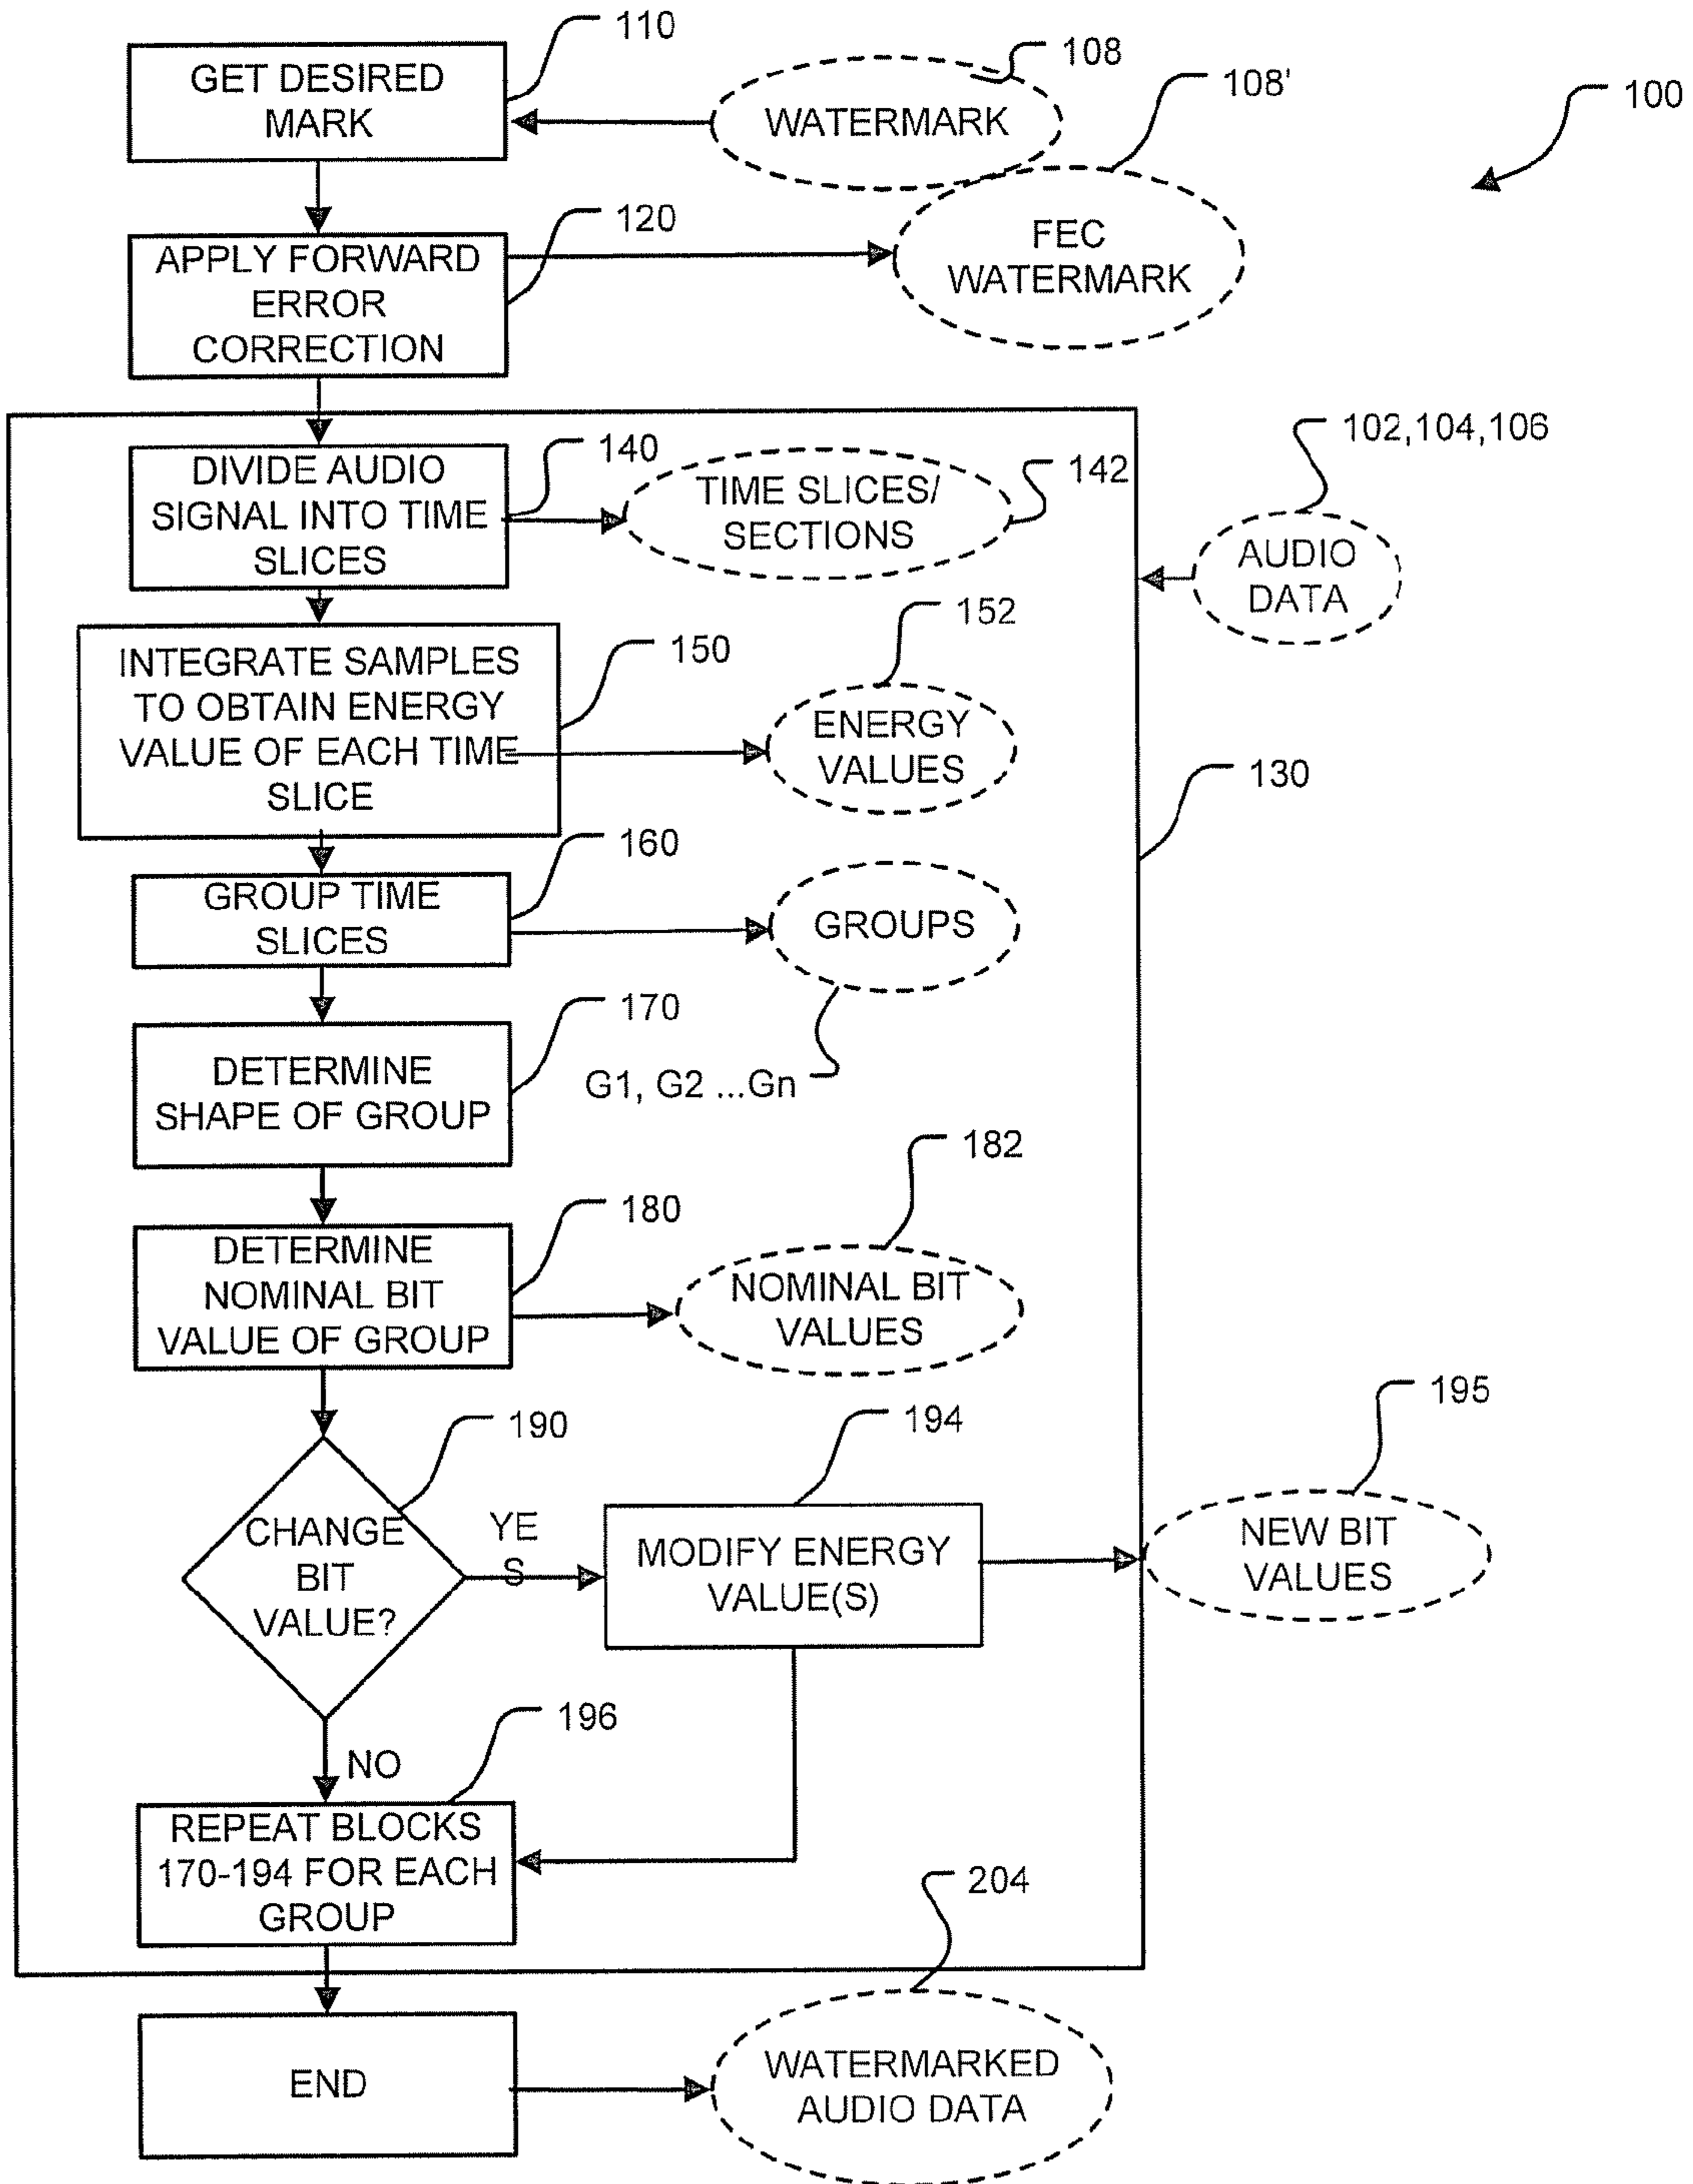 110
GET DESIRED
MARK
WATERMARK
108
108'
100
120
APPLY FORWARD
ERROR
CORRECTION
FEC
WATERMARK
140
DIVIDE AUDIO
SIGNAL INTO TIME
SLICES
TIME SLICES/
SECTIONS
142
102,104,106
AUDIO
DATA
150
INTEGRATE SAMPLES
TO OBTAIN ENERGY
VALUE OF EACH TIME
SLICE
152
ENERGY
VALUES
130
160
GROUP TIME
SLICES
GROUPS
G1, G2 ...Gn
170
DETERMINE
SHAPE OF GROUP
180
DETERMINE
NOMINAL BIT
VALUE OF GROUP
182
NOMINAL BIT
VALUES
190
CHANGE
BIT
VALUE?
YE
S
194
MODIFY ENERGY
VALUE(S)
195
NEW BIT
VALUES
NO
196
REPEAT BLOCKS
170-194 FOR EACH
GROUP
204
END
WATERMARKED
AUDIO DATA